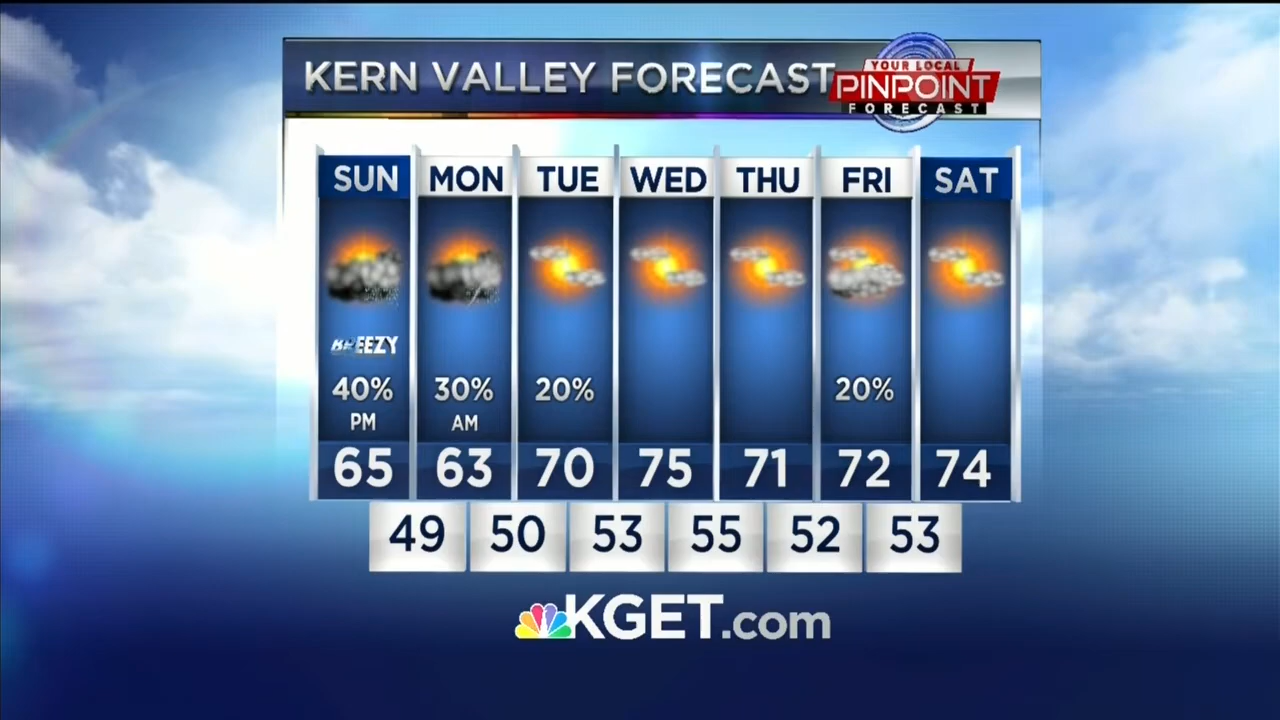 KERN VALLEY FORECAST
YOUR LOCAL
PINPOINT
FORECAST
SUN MON TUE WED THU FRI SAT
BREEZY
40% 30% 20% 20%
PM AM
65 63 70 75 71 72 74
49 50 53 55 52 53
KGET.com